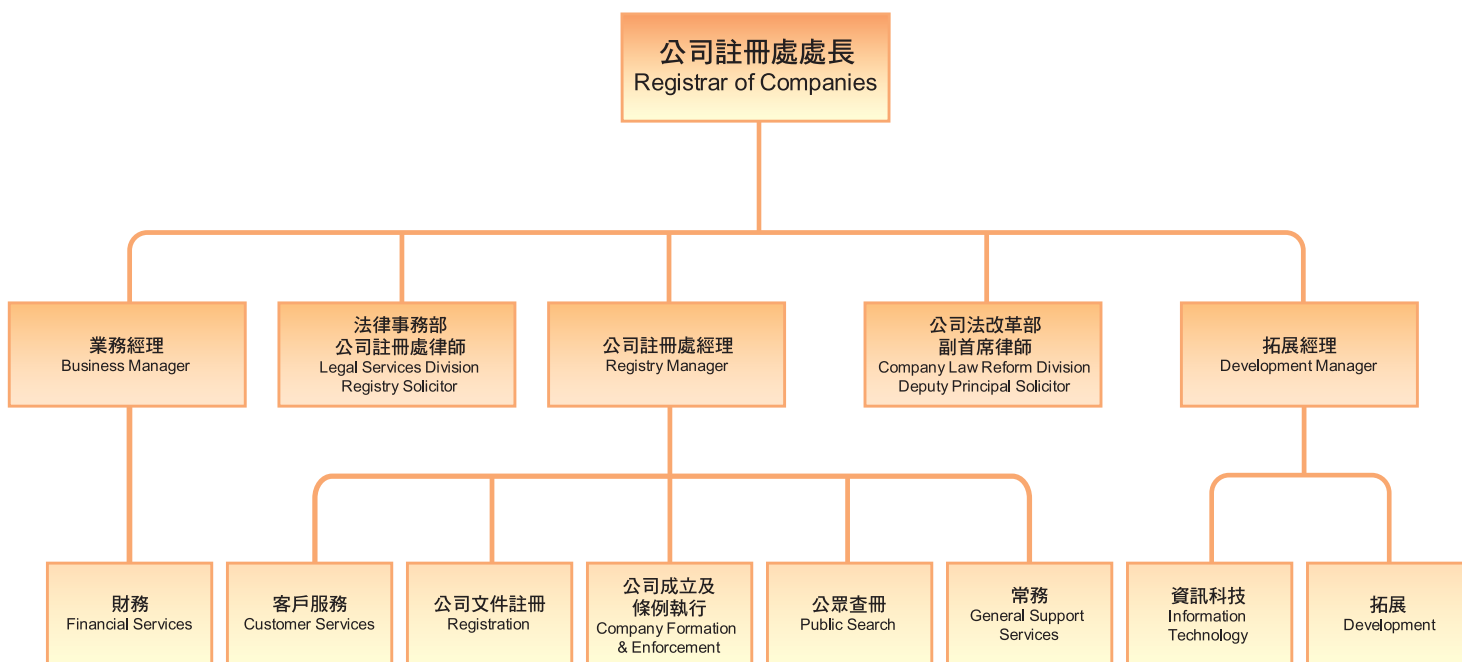 公司註冊處處長
Registrar of Companies
業務經理
Business Manager
法律事務部
公司註冊處律師
Legal Services Division
Registry Solicitor
公司註冊處經理
Registry Manager
公司法改革部
副首席律師
Company Law Reform Division
Deputy Principal Solicitor
拓展經理
Development Manager
財務
Financial Services
客戶服務
Customer Services
公司文件註冊
Registration
公司成立及
條例執行
Company Formation
& Enforcement
公眾查冊
Public Search
常務
General Support
Services
資訊科技
Information
Technology
拓展
Development